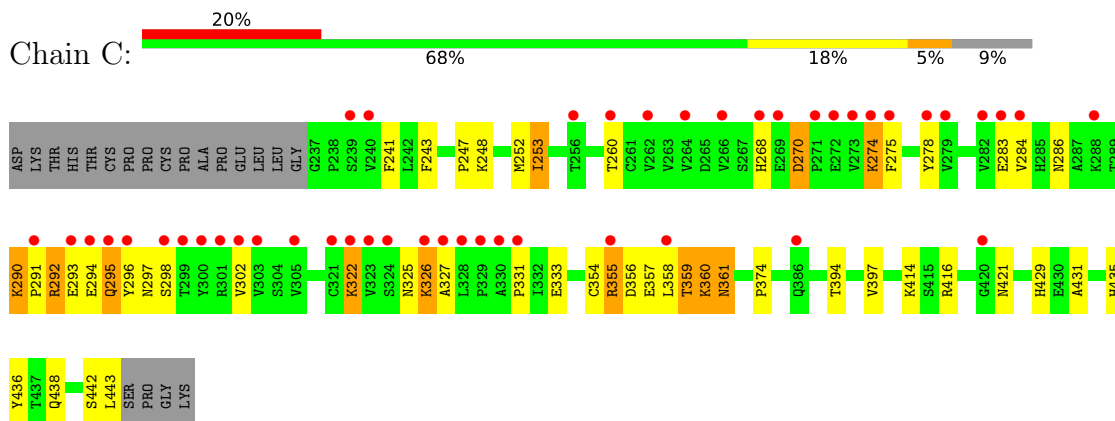 20%
Chain C:
68% 18% 5% 9%
ASP LYS THR HIS THR CYS PRO PRO CYS PRO ALA PRO GLU LEU LEU GLY G237 P238 S239 V240 F241 L242 F243 P247 K248 M252 I253 T256 T260 C261 V262 V263 V264 D265 V266 S267 H268 E269 D270 P271 E272 V273 K274 F275 Y278 V279 V282 E283 V284 H285 N286 A287 K288 T289
K290 P291 R292 E293 E294 Q295 Y296 N297 S298 T299 Y300 R301 V302 V303 S304 V305 C321 K322 V323 S324 N325 K326 A327 L328 P329 A330 P331 I332 E333 C354 R355 D356 E357 L358 T359 K360 N361 P374 Q386 T394 V397 K414 S415 R416 G420 N421 H429 E430 A431 H435
Y436 T437 Q438 S442 L443 SER PRO GLY LYS